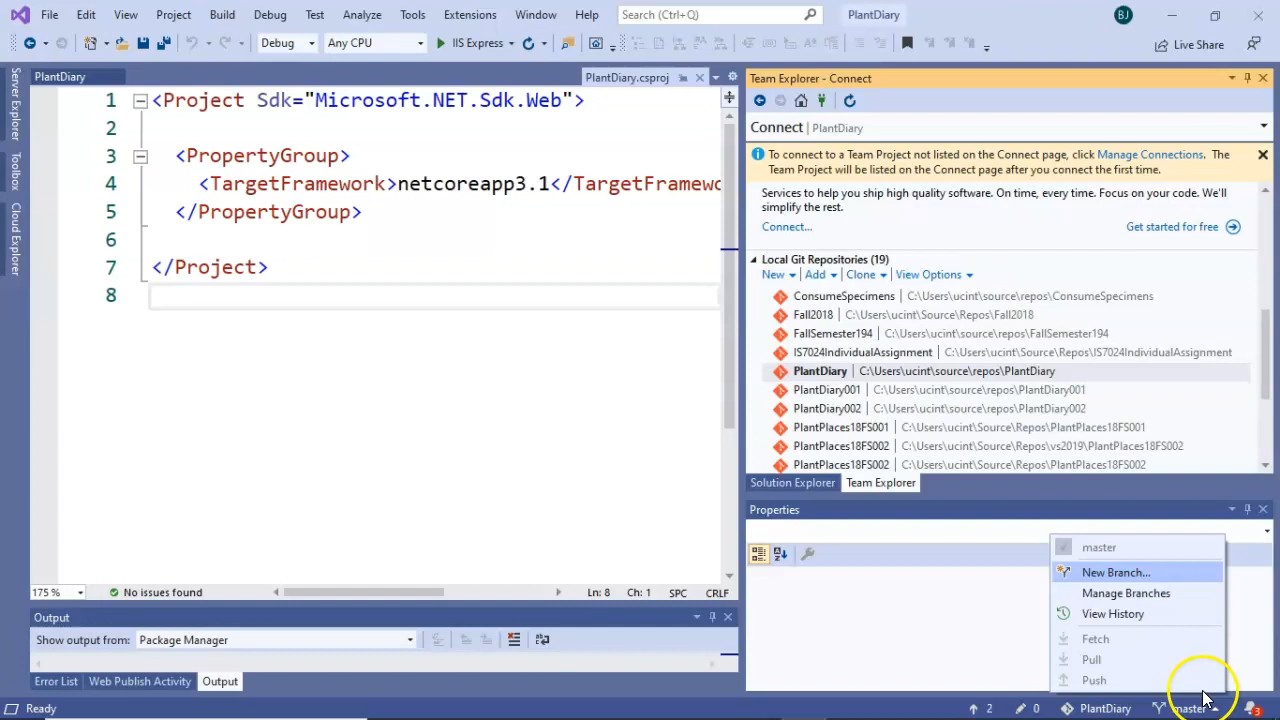 File Edit View Project Build Debug Test Analyze Tools Extensions Window Help Search (Ctrl+Q) PlantDiary BJ
Debug Any CPU IIS Express Live Share
Server Explorer
Toolbox
Cloud Explorer
PlantDiary PlantDiary.csproj
1 <Project Sdk="Microsoft.NET.Sdk.Web">
2
3 <PropertyGroup>
4 <TargetFramework>netcoreapp3.1</TargetFramewo
5 </PropertyGroup>
6
7 </Project>
8
175 % No issues found Ln: 8 Ch: 1 SPC CRLF
Output
Show output from: Package Manager
Error List Web Publish Activity Output
Team Explorer - Connect
Connect | PlantDiary
To connect to a Team Project not listed on the Connect page, click Manage Connections. The
Team Project will be listed on the Connect page after you connect the first time.
Services to help you ship high quality software. On time, every time. Focus on your code. We'll
simplify the rest.
Connect... Get started for free
Local Git Repositories (19)
New Add Clone View Options
ConsumeSpecimens | C:\Users\ucint\source\repos\ConsumeSpecimens
Fall2018 | C:\Users\ucint\Source\Repos\Fall2018
FallSemester194 | C:\Users\ucint\source\repos\FallSemester194
IS7024IndividualAssignment | C:\Users\ucint\Source\Repos\IS7024IndividualAssignment
PlantDiary | C:\Users\ucint\source\repos\PlantDiary
PlantDiary001 | C:\Users\ucint\source\repos\PlantDiary001
PlantDiary002 | C:\Users\ucint\source\repos\PlantDiary002
PlantPlaces18FS001 | C:\Users\ucint\Source\Repos\PlantPlaces18FS001
PlantPlaces18FS002 | C:\Users\ucint\Source\Repos\vs2019\PlantPlaces18FS002
PlantPlaces18FS002 | C:\Users\ucint\Source\Repos\PlantPlaces18FS002
Solution Explorer Team Explorer
Properties
master
New Branch...
Manage Branches
View History
Fetch
Pull
Push
Ready 2 0 PlantDiary master 3